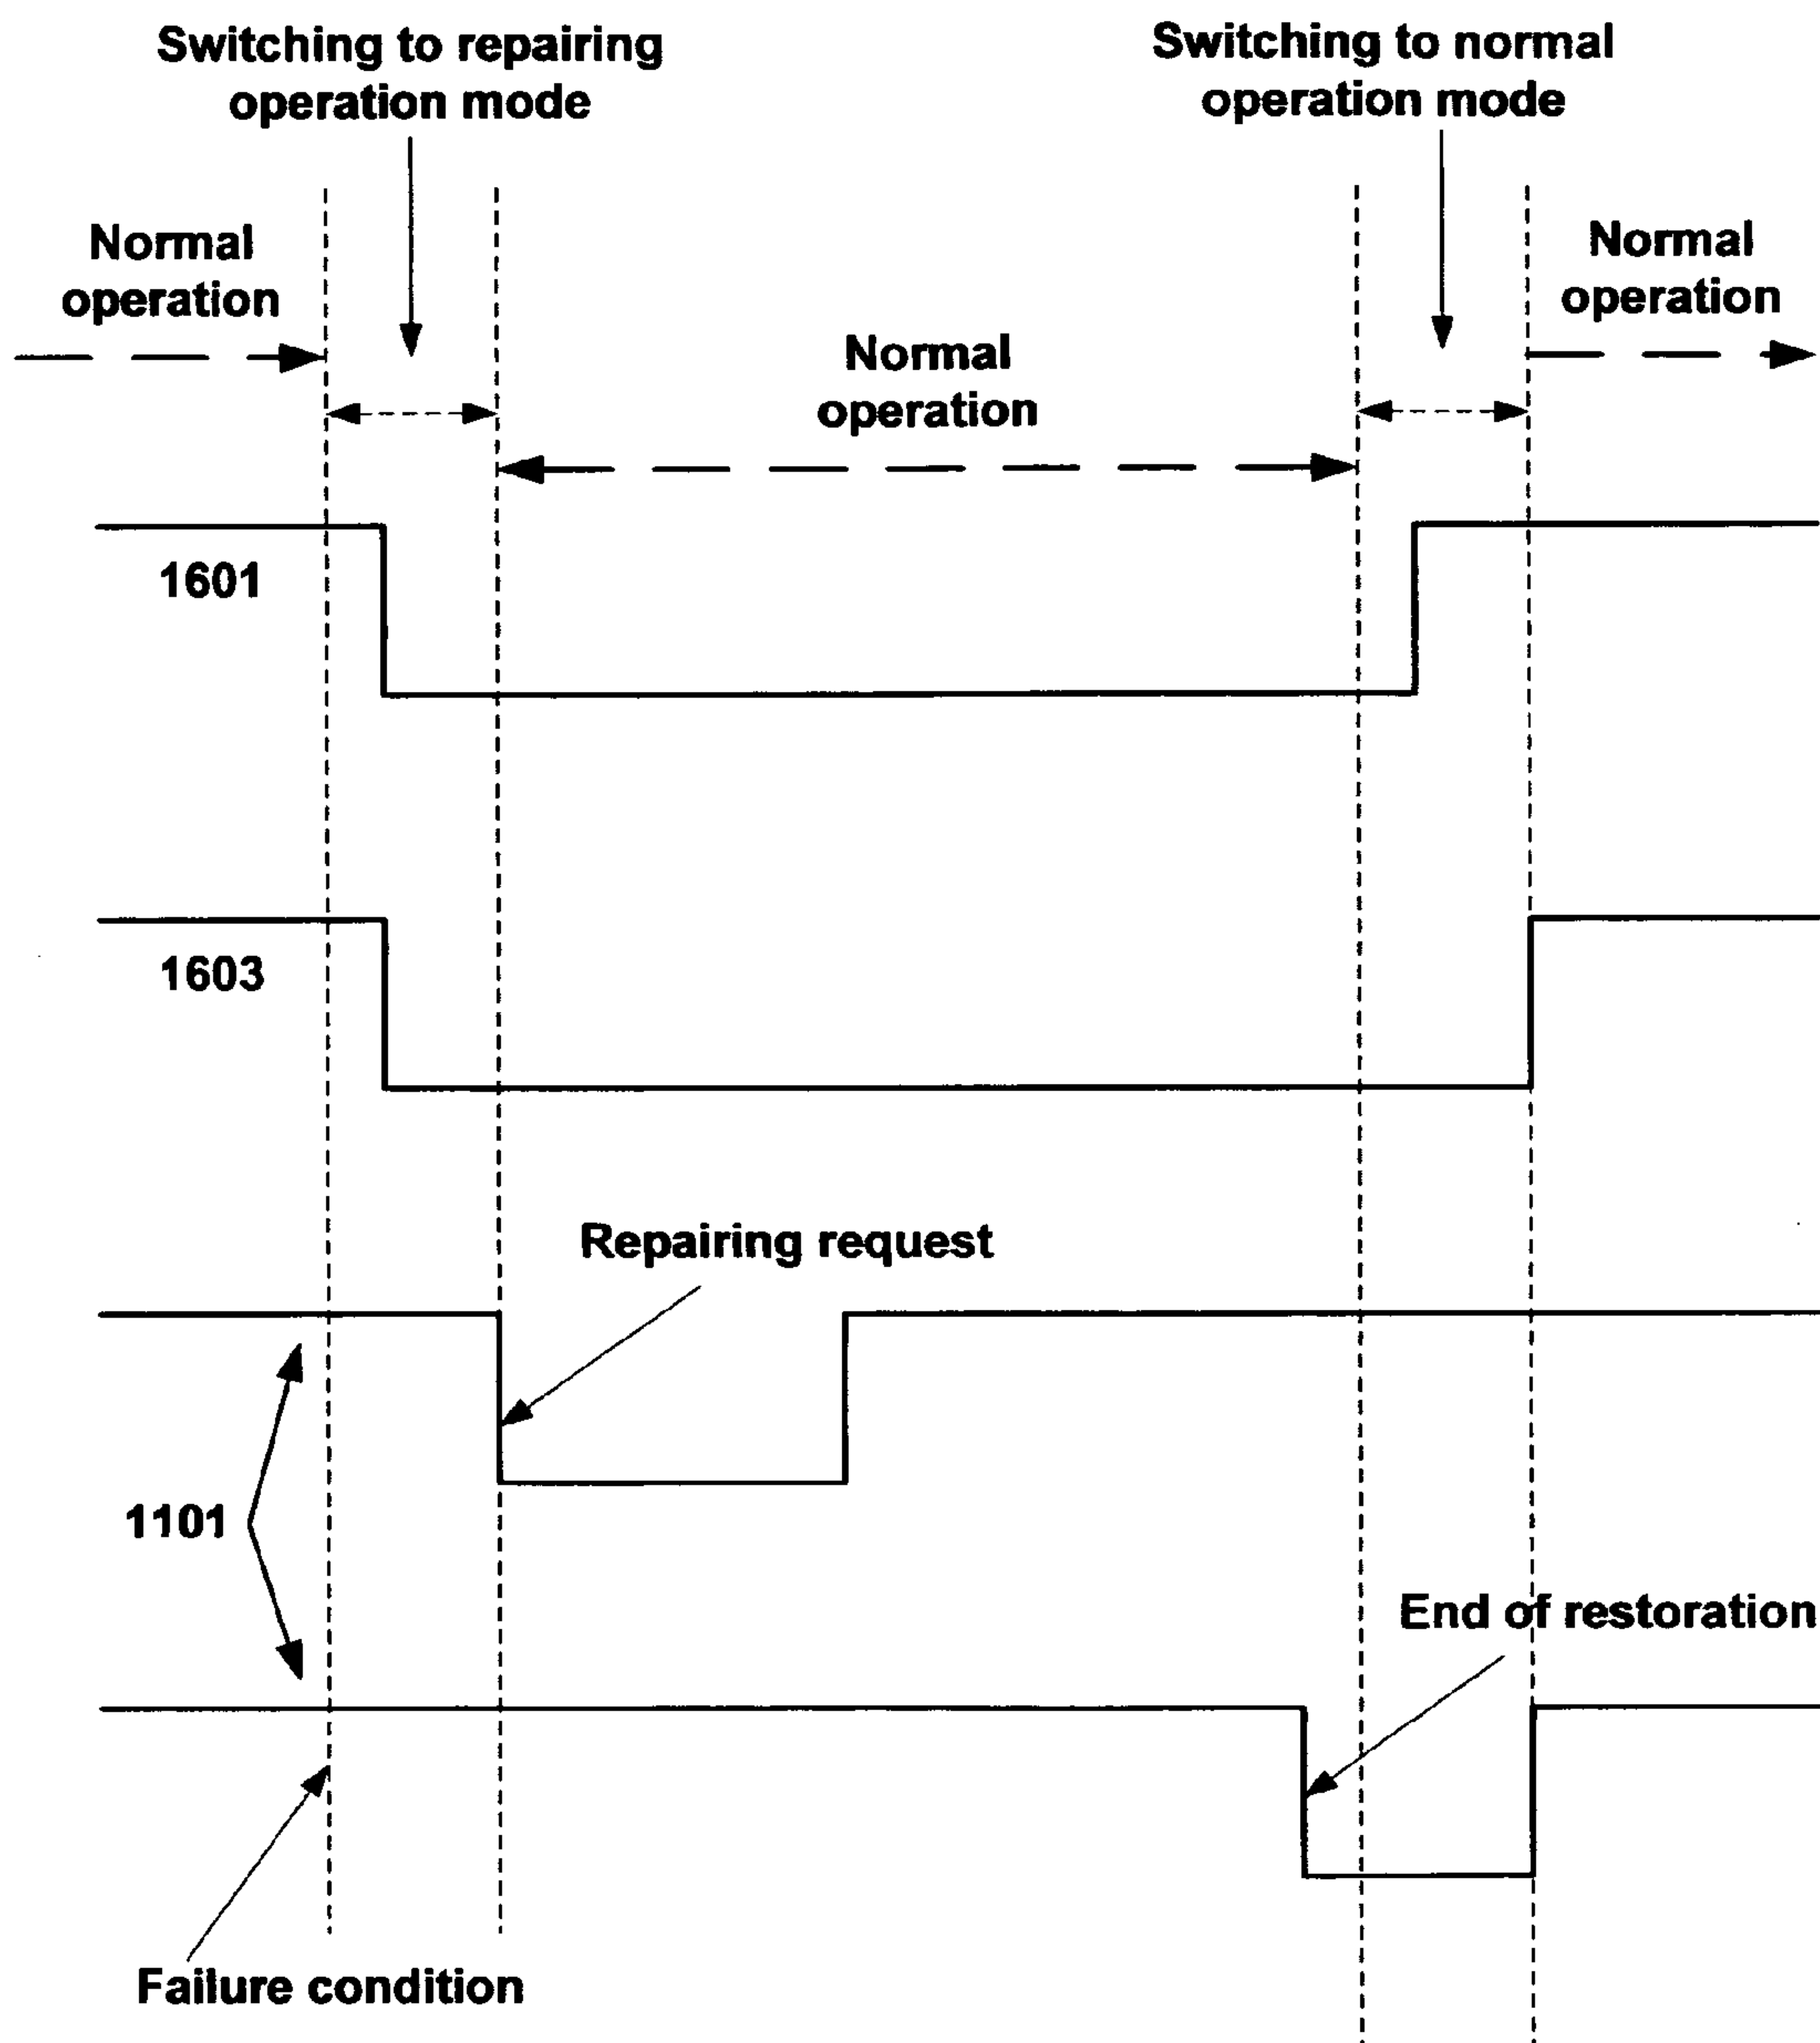 Switching to repairing
operation mode
Switching to normal
operation mode
Normal
operation
Normal
operation
Normal
operation
1601
1603
Repairing request
1101
End of restoration
Failure condition